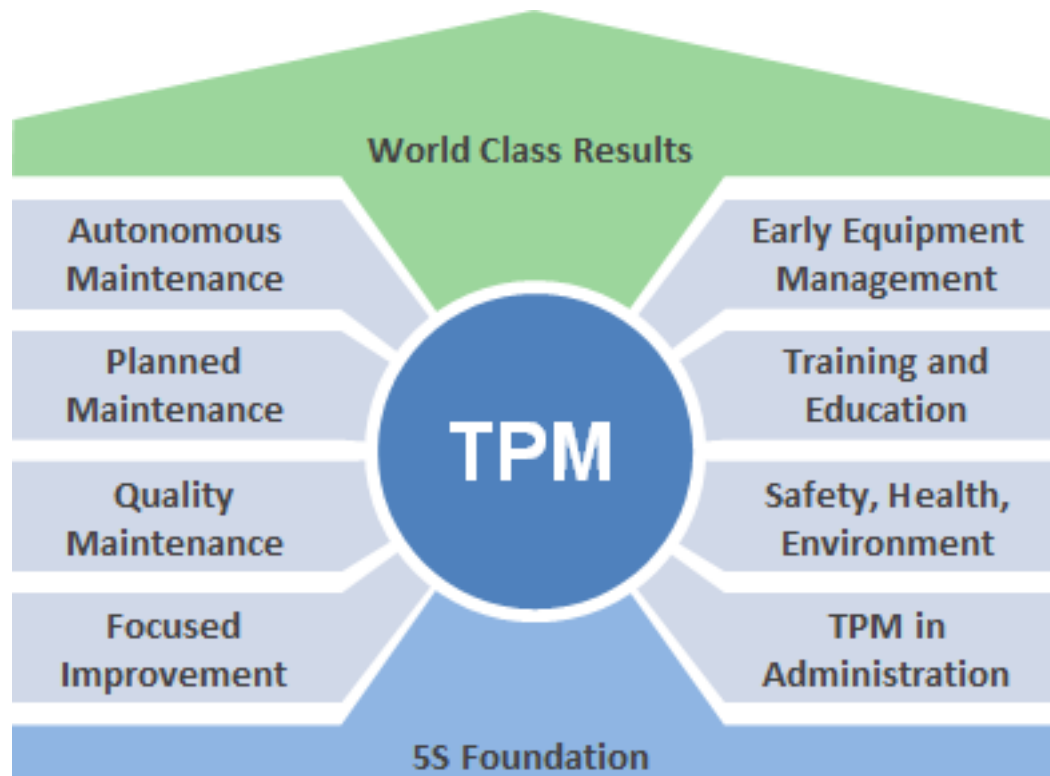 World Class Results
Autonomous
Maintenance
Planned
Maintenance
Quality
Maintenance
Focused
Improvement
TPM
Early Equipment
Management
Training and
Education
Safety, Health,
Environment
TPM in
Administration
5S Foundation